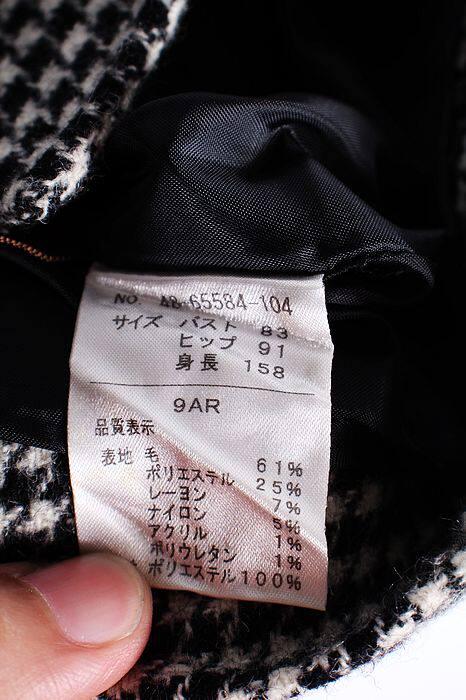 No. 48-65584-104
サイズ バスト 83
ヒップ 91
身長 158
9AR
品質表示
表地 毛 61%
ポリエステル 25%
レーヨン 7%
ナイロン 5%
アクリル 1%
ポリウレタン 1%
ポリエステル100%